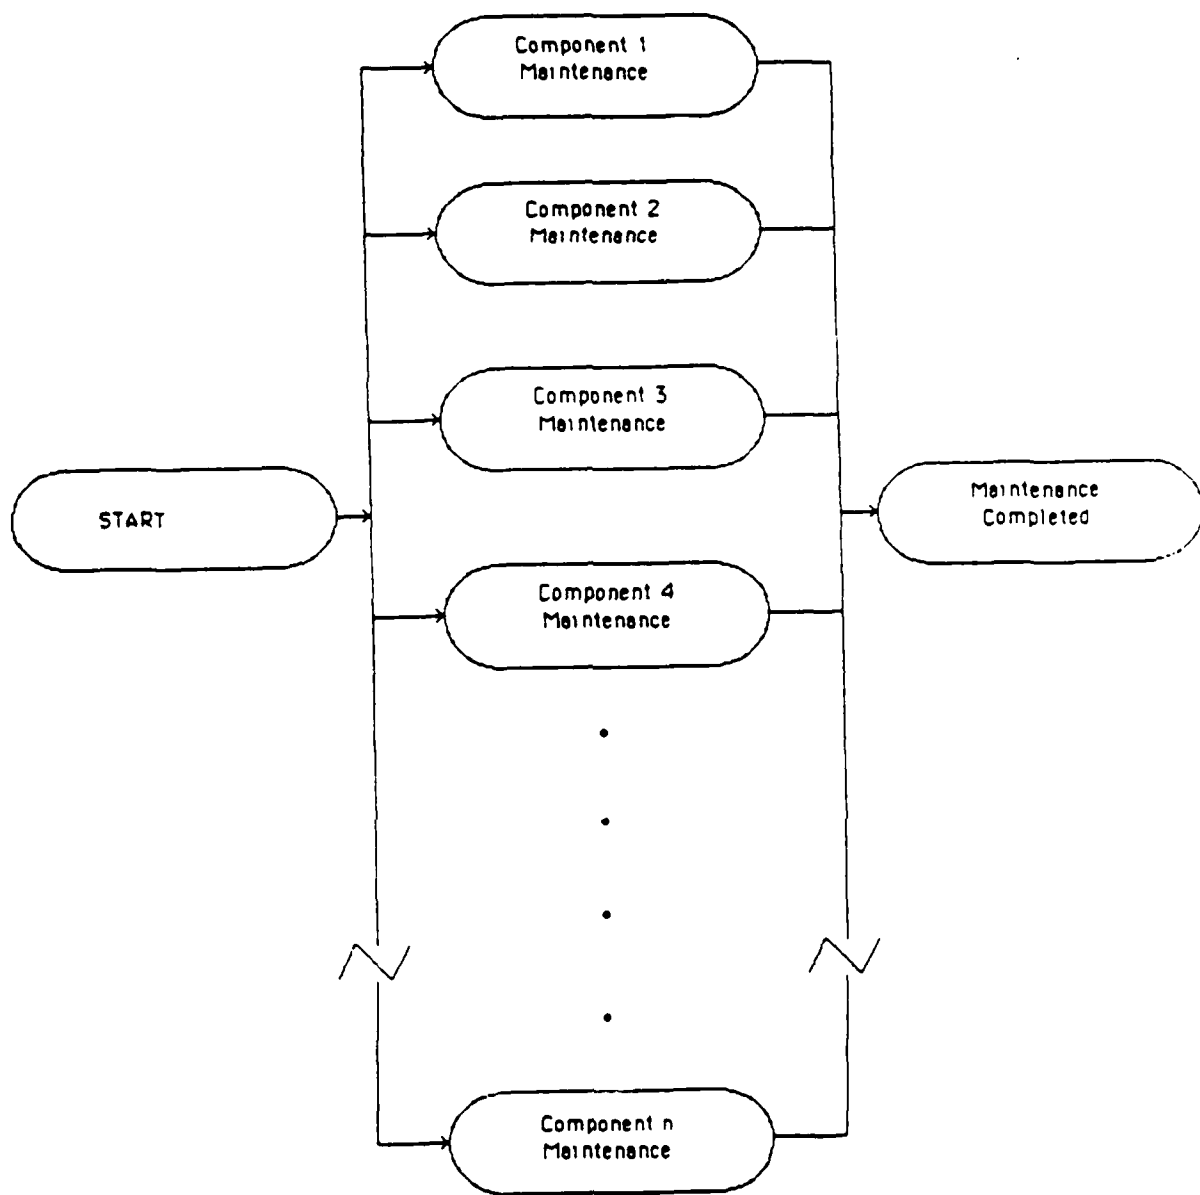 Component 1
Maintenance
Component 2
Maintenance
Component 3
Maintenance
START
Maintenance
Completed
Component 4
Maintenance
Component n
Maintenance